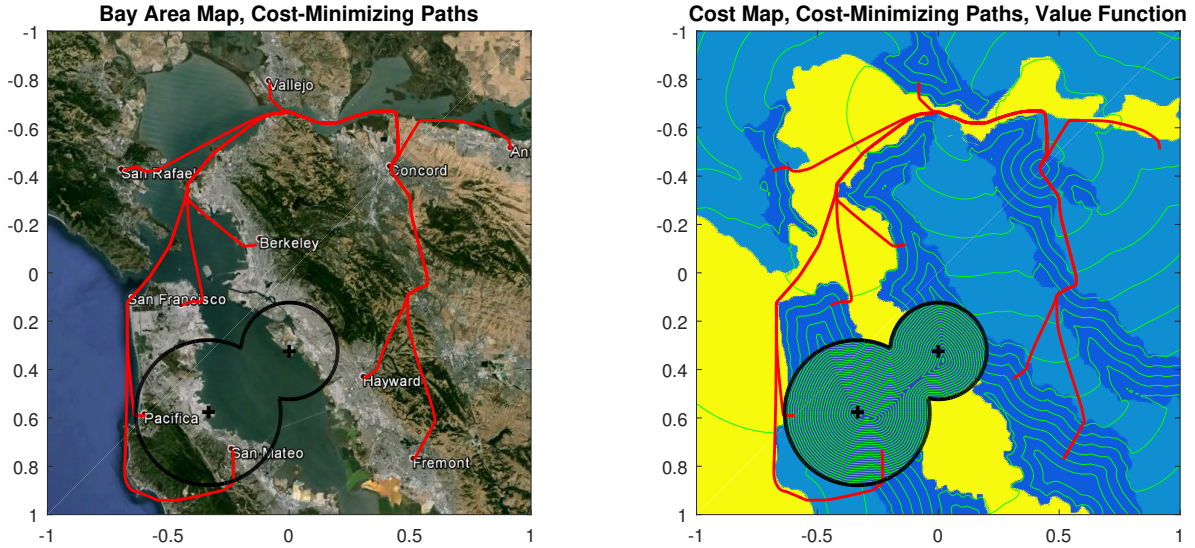 Bay Area Map, Cost-Minimizing Paths
-1
-0.8
-0.6
-0.4
-0.2
0
0.2
0.4
0.6
0.8
1
-1
-0.5
0
0.5
1
Vallejo
San Rafael
Concord
Ant
Berkeley
San Francisco
Hayward
Pacifica
San Mateo
Fremont
Cost Map, Cost-Minimizing Paths, Value Function
-1
-0.8
-0.6
-0.4
-0.2
0
0.2
0.4
0.6
0.8
1
-1
-0.5
0
0.5
1